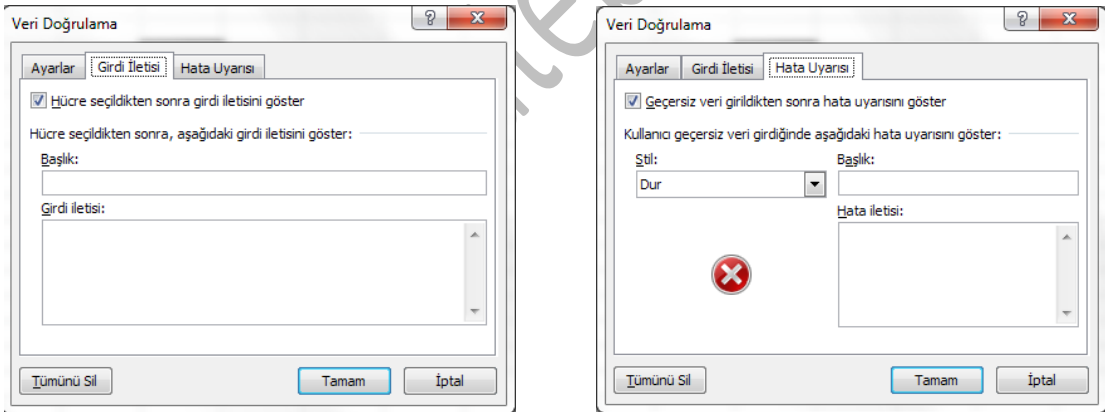 Veri Doğrulama
Ayarlar Girdi İletisi Hata Uyarısı
Hücre seçildikten sonra girdi iletisini göster
Hücre seçildikten sonra, aşağıdaki girdi iletisini göster:
Başlık:
Girdi iletisi:
Tümünü Sil Tamam İptal
Veri Doğrulama
Ayarlar Girdi İletisi Hata Uyarısı
Geçersiz veri girildikten sonra hata uyarısını göster
Kullanıcı geçersiz veri girdiğinde aşağıdaki hata uyarısını göster:
Stil: Başlık:
Dur
Hata iletisi:
Tümünü Sil Tamam İptal